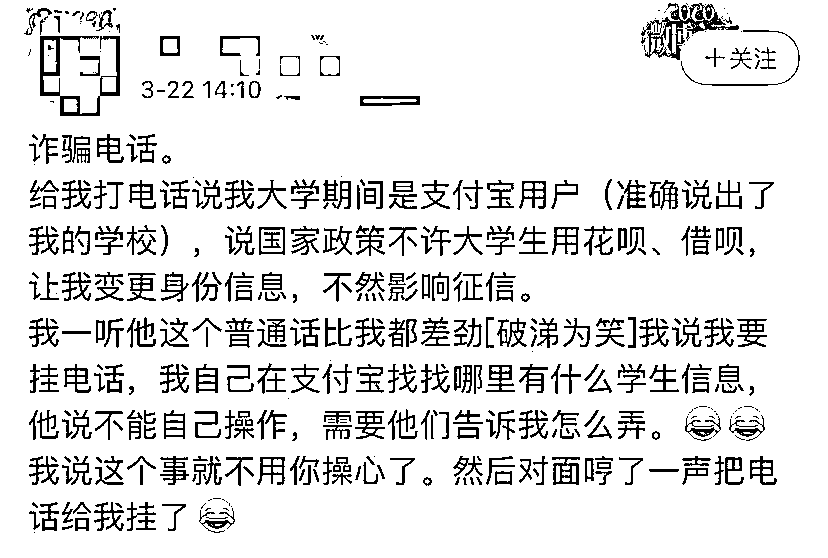 +关注
3-22 14:10
诈骗电话。
给我打电话说我大学期间是支付宝用户（准确说出了
我的学校），说国家政策不许大学生用花呗、借呗，
让我变更身份信息，不然影响征信。
我一听他这个普通话比我都差劲[破涕为笑]我说我要
挂电话，我自己在支付宝找找哪里有什么学生信息，
他说不能自己操作，需要他们告诉我怎么弄。😂😂
我说这个事就不用你操心了。然后对面哼了一声把电
话给我挂了😂